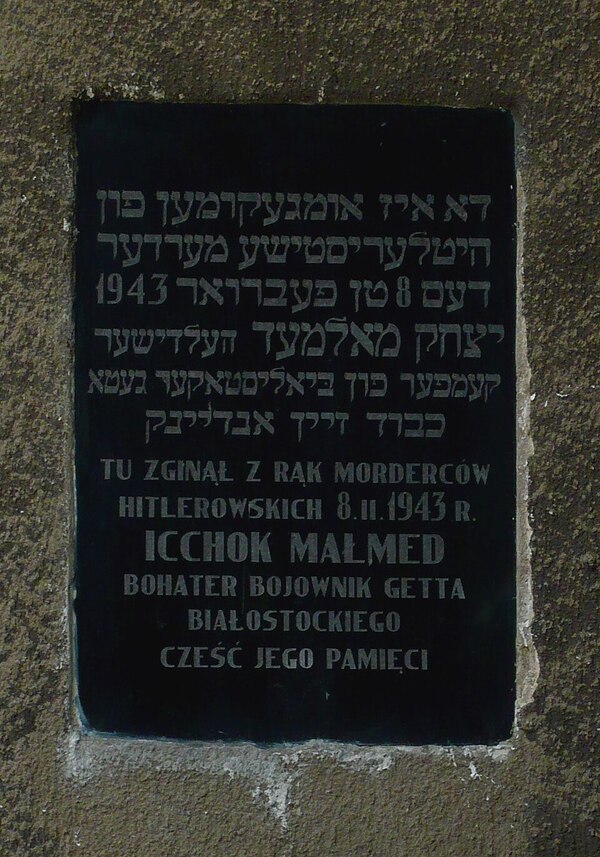 דא איז אומגעקומען פון
היטלעריסטישע מערדער
דעם 8 טן פעברואר 1943
יצחק מאלמעד העלדישער
קעמפער פון ביאליסטאקער געטא
כבוד זיין אנדיינק
TU ZGINĄŁ Z RĄK MORDERCÓW
HITLEROWSKICH 8.II.1943 R.
ICCHOK MAŁMED
BOHATER BOJOWNIK GETTA
BIAŁOSTOCKIEGO
CZEŚĆ JEGO PAMIĘCI